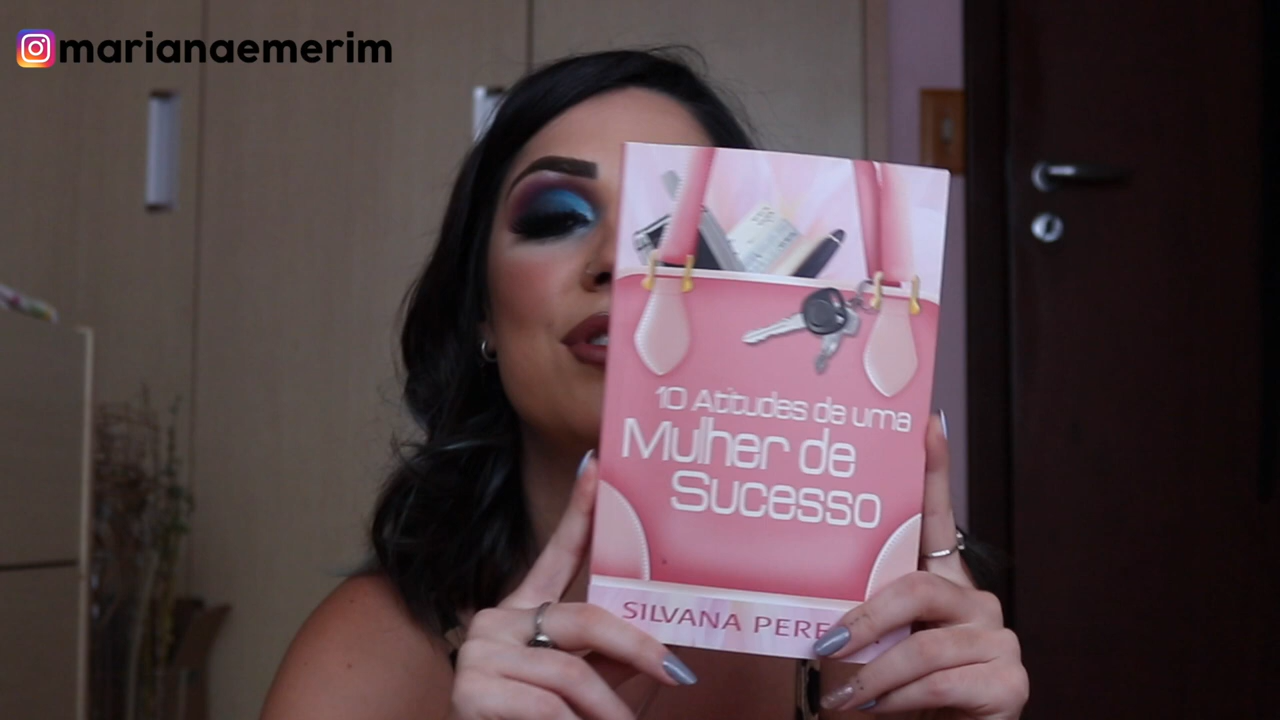 marianaemerim
10 Atitudes de uma
Mulher de
Sucesso
SILVANA PERE